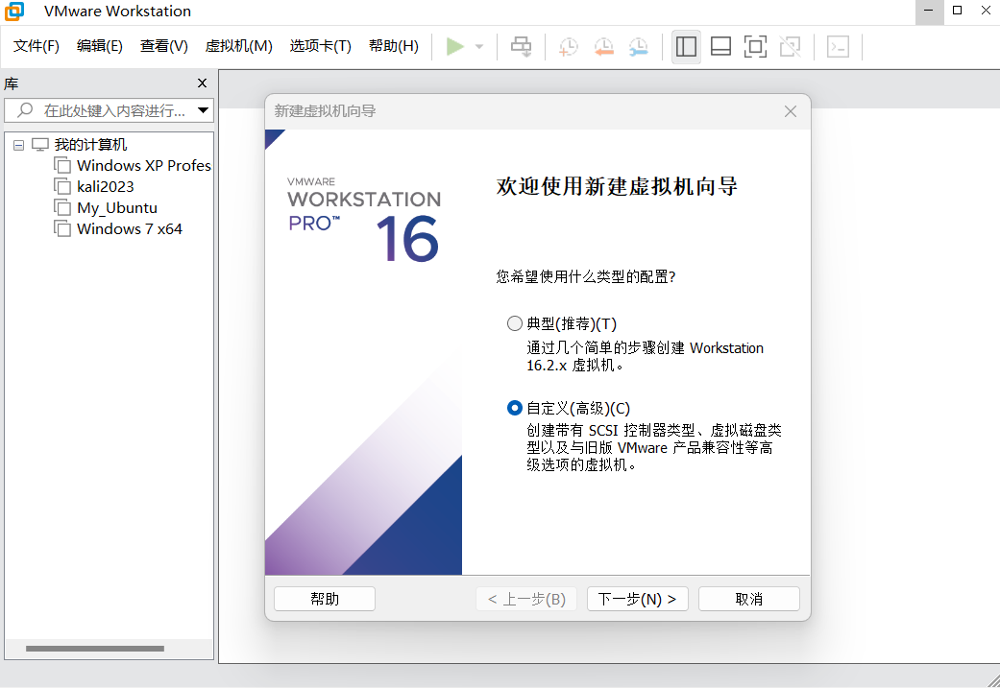 VMware Workstation
文件(F) 编辑(E) 查看(V) 虚拟机(M) 选项卡(T) 帮助(H)
库
在此处键入内容进行...
我的计算机
Windows XP Profes
kali2023
My_Ubuntu
Windows 7 x64
新建虚拟机向导
VMWARE
WORKSTATION
PRO™ 16
欢迎使用新建虚拟机向导
您希望使用什么类型的配置?
典型(推荐)(T)
通过几个简单的步骤创建 Workstation
16.2.x 虚拟机。
自定义(高级)(C)
创建带有 SCSI 控制器类型、虚拟磁盘类
型以及与旧版 VMware 产品兼容性等高
级选项的虚拟机。
帮助 < 上一步(B) 下一步(N) > 取消